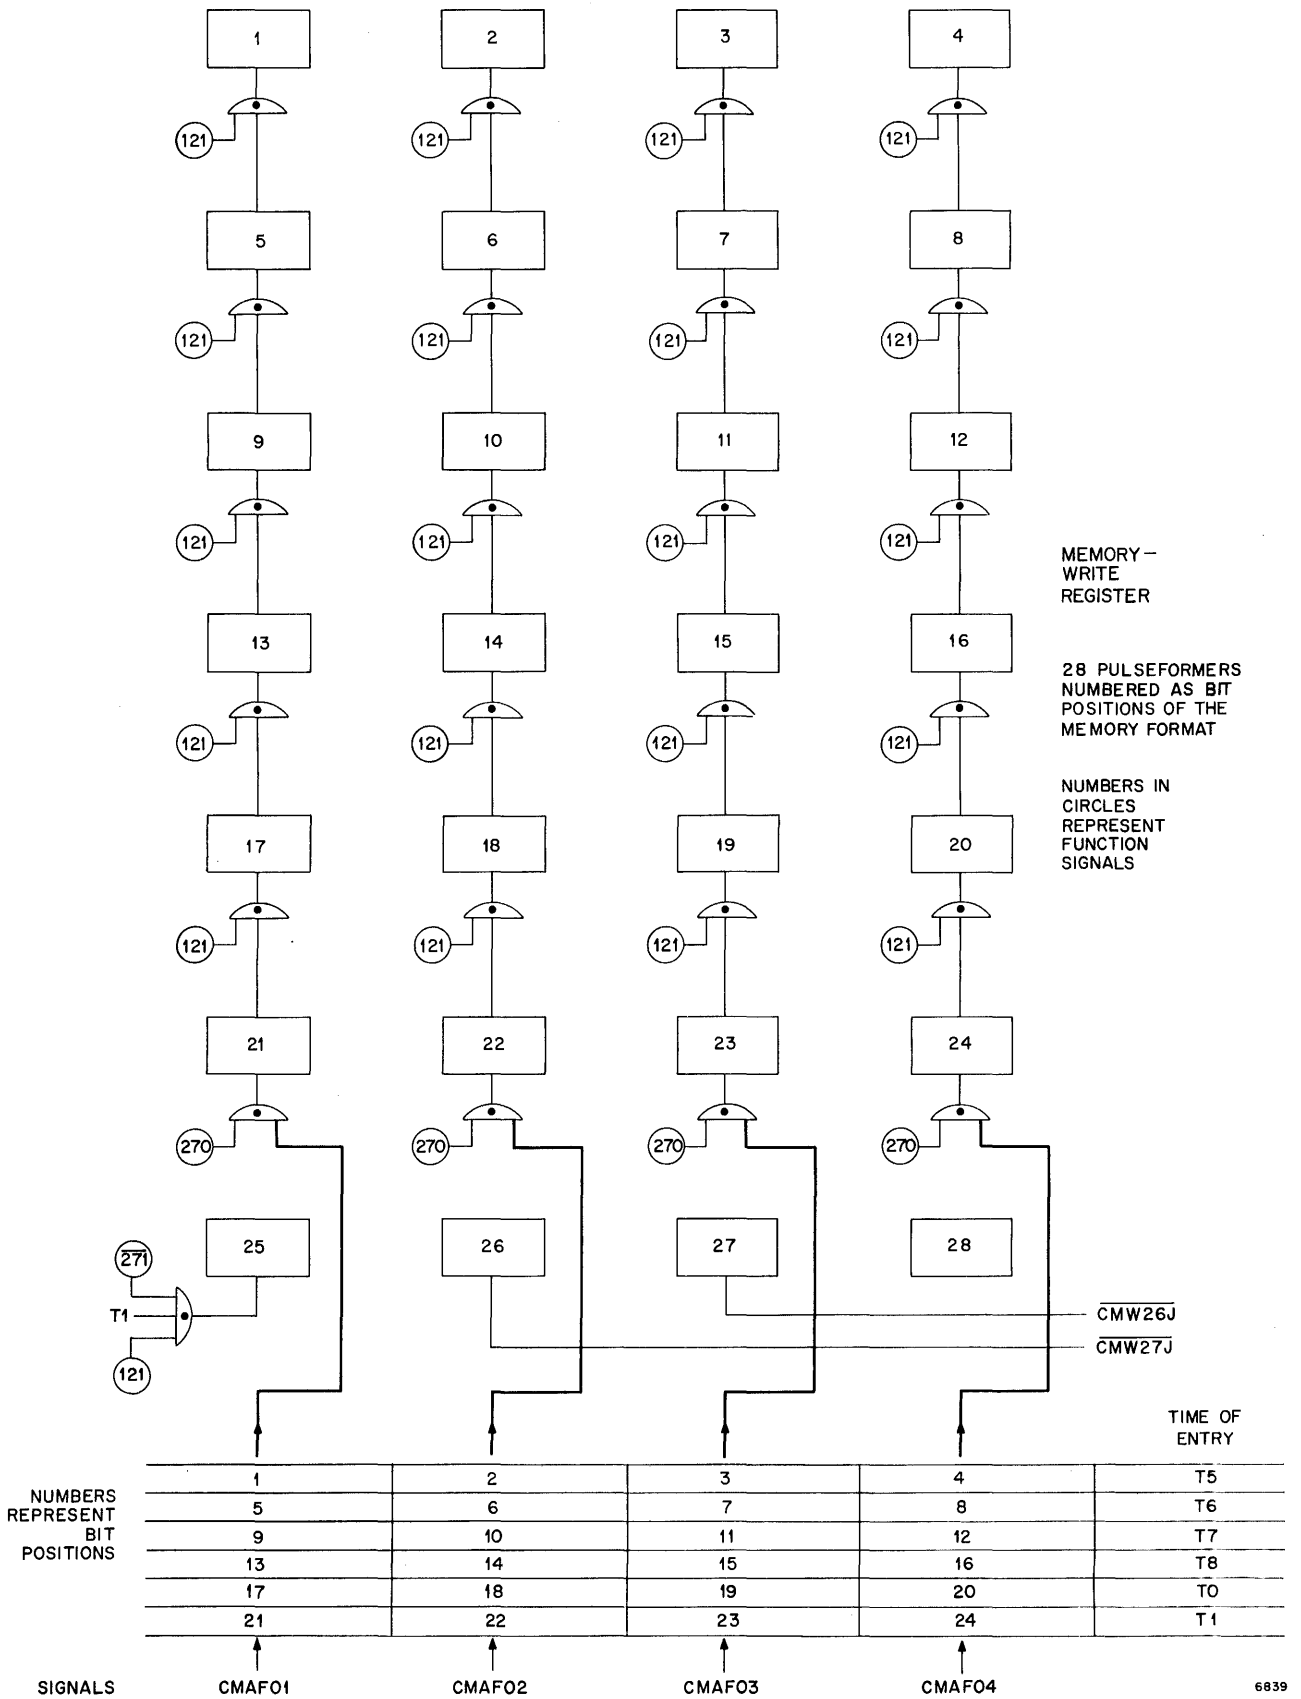 1 2 3 4
121 121 121 121
5 6 7 8
121 121 121 121
9 10 11 12
121 121 121 121
MEMORY-
WRITE
REGISTER
13 14 15 16
28 PULSEFORMERS
NUMBERED AS BIT
POSITIONS OF THE
MEMORY FORMAT
121 121 121 121
NUMBERS IN
CIRCLES
REPRESENT
FUNCTION
SIGNALS
17 18 19 20
121 121 121 121
21 22 23 24
270 270 270 270
25 26 27 28
271
T1
CMW26J
CMW27J
121
TIME OF
ENTRY
NUMBERS
REPRESENT
BIT
POSITIONS
1 2 3 4 T5
5 6 7 8 T6
9 10 11 12 T7
13 14 15 16 T8
17 18 19 20 T0
21 22 23 24 T1
SIGNALS CMAF01 CMAF02 CMAF03 CMAF04
6839